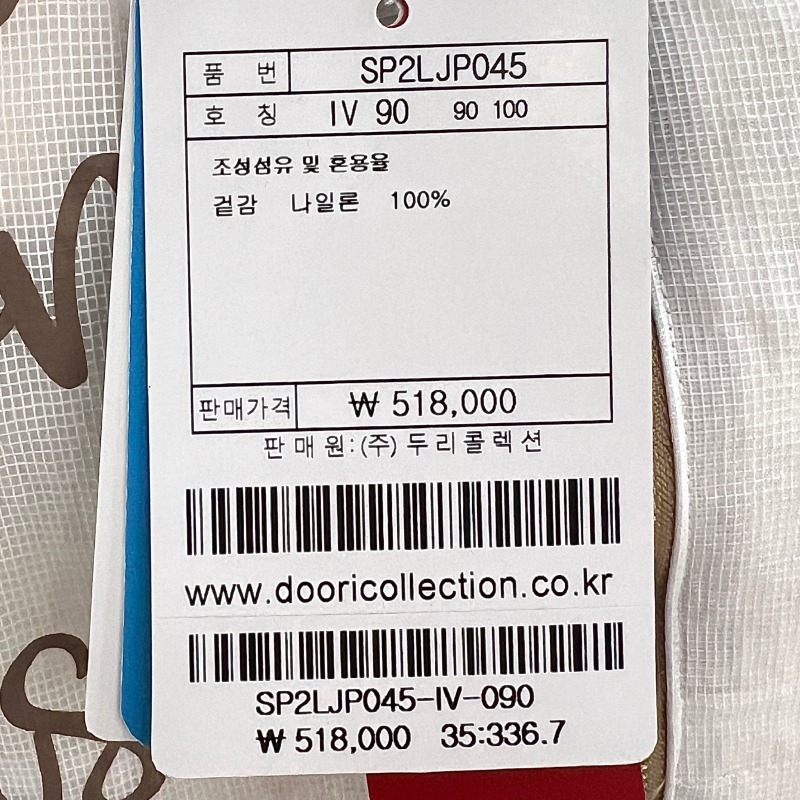 품 번 SP2LJP045
호 칭 IV 90 90 100
조성섬유 및 혼용율
겉감 나일론 100%
판매가격 ₩ 518,000
판 매 원:(주) 두 리 콜 렉 션
www.dooricollection.co.kr
SP2LJP045-IV-090
₩ 518,000 35:336.7